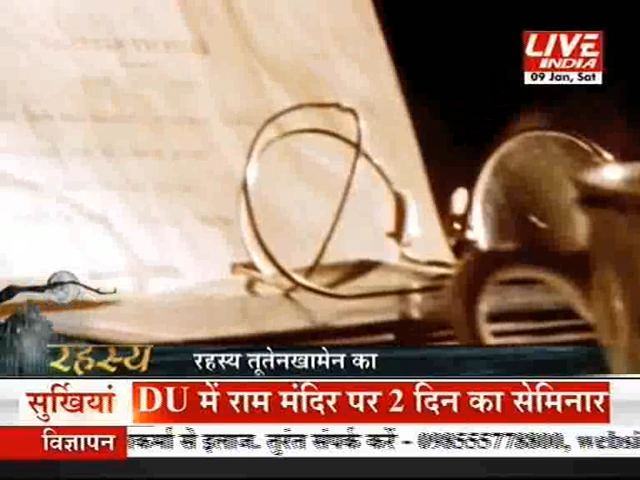 LIVE
INDIA
09 Jan, Sat
रहस्य
रहस्य तूतेनखामेन का
सुर्खियां
DU में राम मंदिर पर 2 दिन का सेमिनार
विज्ञापन
से इलाज. तुरंत संपर्क करें -